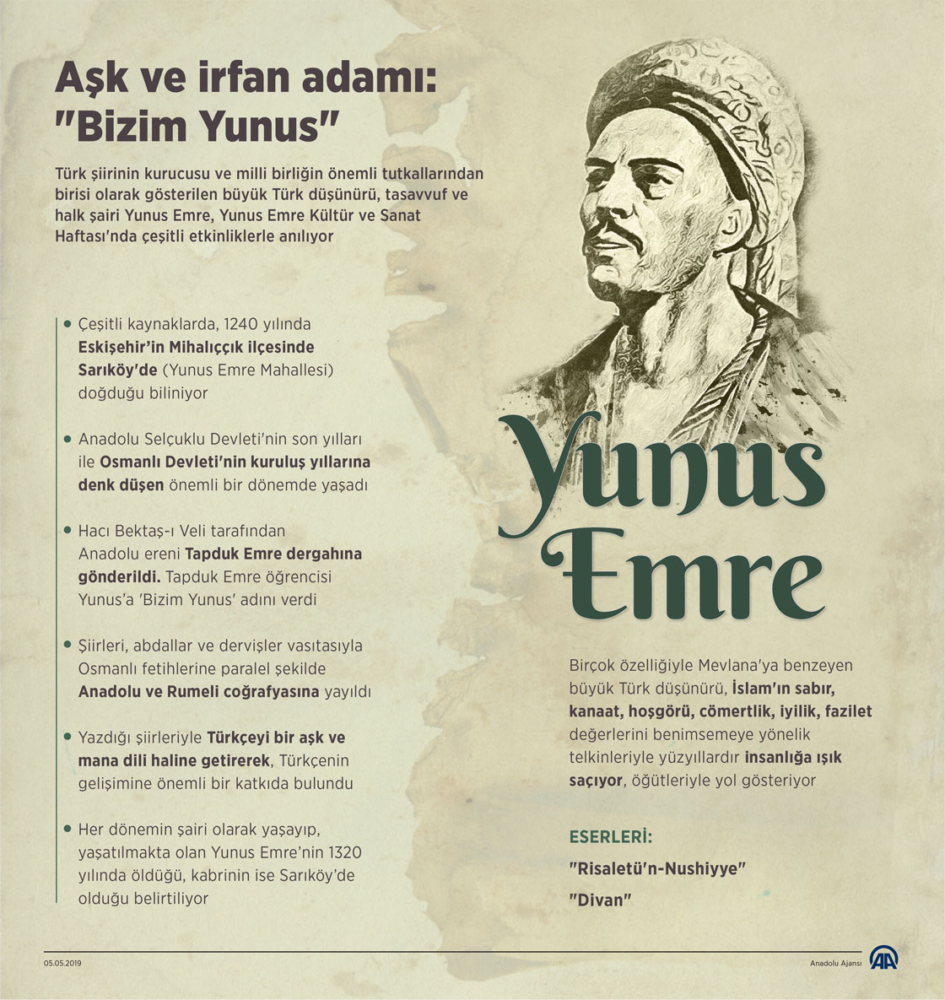 Aşk ve irfan adamı:
"Bizim Yunus"
Türk şiirinin kurucusu ve milli birliğin önemli tutkallarından
birisi olarak gösterilen büyük Türk düşünürü, tasavvuf ve
halk şairi Yunus Emre, Yunus Emre Kültür ve Sanat
Haftası'nda çeşitli etkinliklerle anılıyor
• Çeşitli kaynaklarda, 1240 yılında
Eskişehir’in Mihalıççık ilçesinde
Sarıköy'de (Yunus Emre Mahallesi)
doğduğu biliniyor
• Anadolu Selçuklu Devleti'nin son yılları
ile Osmanlı Devleti'nin kuruluş yıllarına
denk düşen önemli bir dönemde yaşadı
• Hacı Bektaş-ı Veli tarafından
Anadolu ereni Tapduk Emre dergahına
gönderildi. Tapduk Emre öğrencisi
Yunus’a 'Bizim Yunus' adını verdi
• Şiirleri, abdallar ve dervişler vasıtasıyla
Osmanlı fetihlerine paralel şekilde
Anadolu ve Rumeli coğrafyasına yayıldı
• Yazdığı şiirleriyle Türkçeyi bir aşk ve
mana dili haline getirerek, Türkçenin
gelişimine önemli bir katkıda bulundu
• Her dönemin şairi olarak yaşayıp,
yaşatılmakta olan Yunus Emre’nin 1320
yılında öldüğü, kabrinin ise Sarıköy’de
olduğu belirtiliyor
Yunus
Emre
Birçok özelliğiyle Mevlana'ya benzeyen
büyük Türk düşünürü, İslam'ın sabır,
kanaat, hoşgörü, cömertlik, iyilik, fazilet
değerlerini benimsemeye yönelik
telkinleriyle yüzyıllardır insanlığa ışık
saçıyor, öğütleriyle yol gösteriyor
ESERLERİ:
"Risaletü'n-Nushiyye"
"Divan"
05.05.2019
Anadolu Ajansı
AA